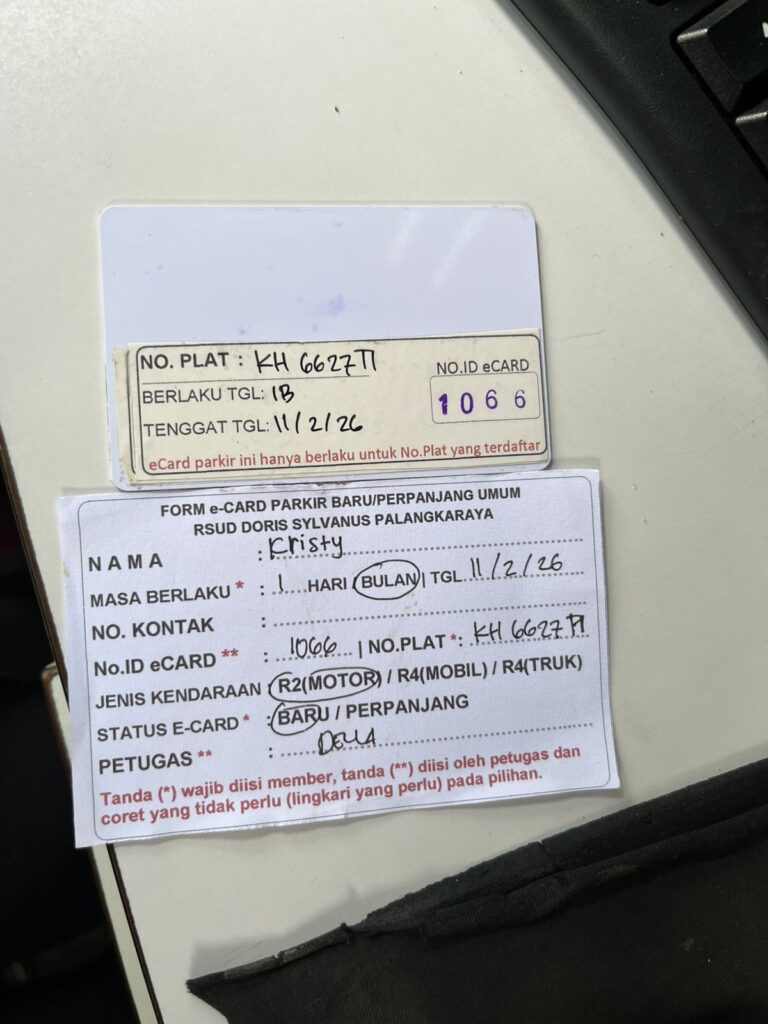 NO. PLAT : KH 6627 TI
NO.ID eCARD
BERLAKU TGL: 1B
1066
TENGGAT TGL: 11/2/26
eCard parkir ini hanya berlaku untuk No.Plat yang terdaftar
FORM e-CARD PARKIR BARU/PERPANJANG UMUM
RSUD DORIS SYLVANUS PALANGKARAYA
NAMA : Kristy
MASA BERLAKU * : 1 HARI / BULAN | TGL 11/2/26
NO. KONTAK :
No.ID eCARD ** : 1066 | NO.PLAT *: KH 6627 TI
JENIS KENDARAAN : R2(MOTOR) / R4(MOBIL) / R4(TRUK)
STATUS E-CARD * : BARU / PERPANJANG
PETUGAS ** : DELLA
Tanda (*) wajib diisi member, tanda (**) diisi oleh petugas dan
coret yang tidak perlu (lingkari yang perlu) pada pilihan.